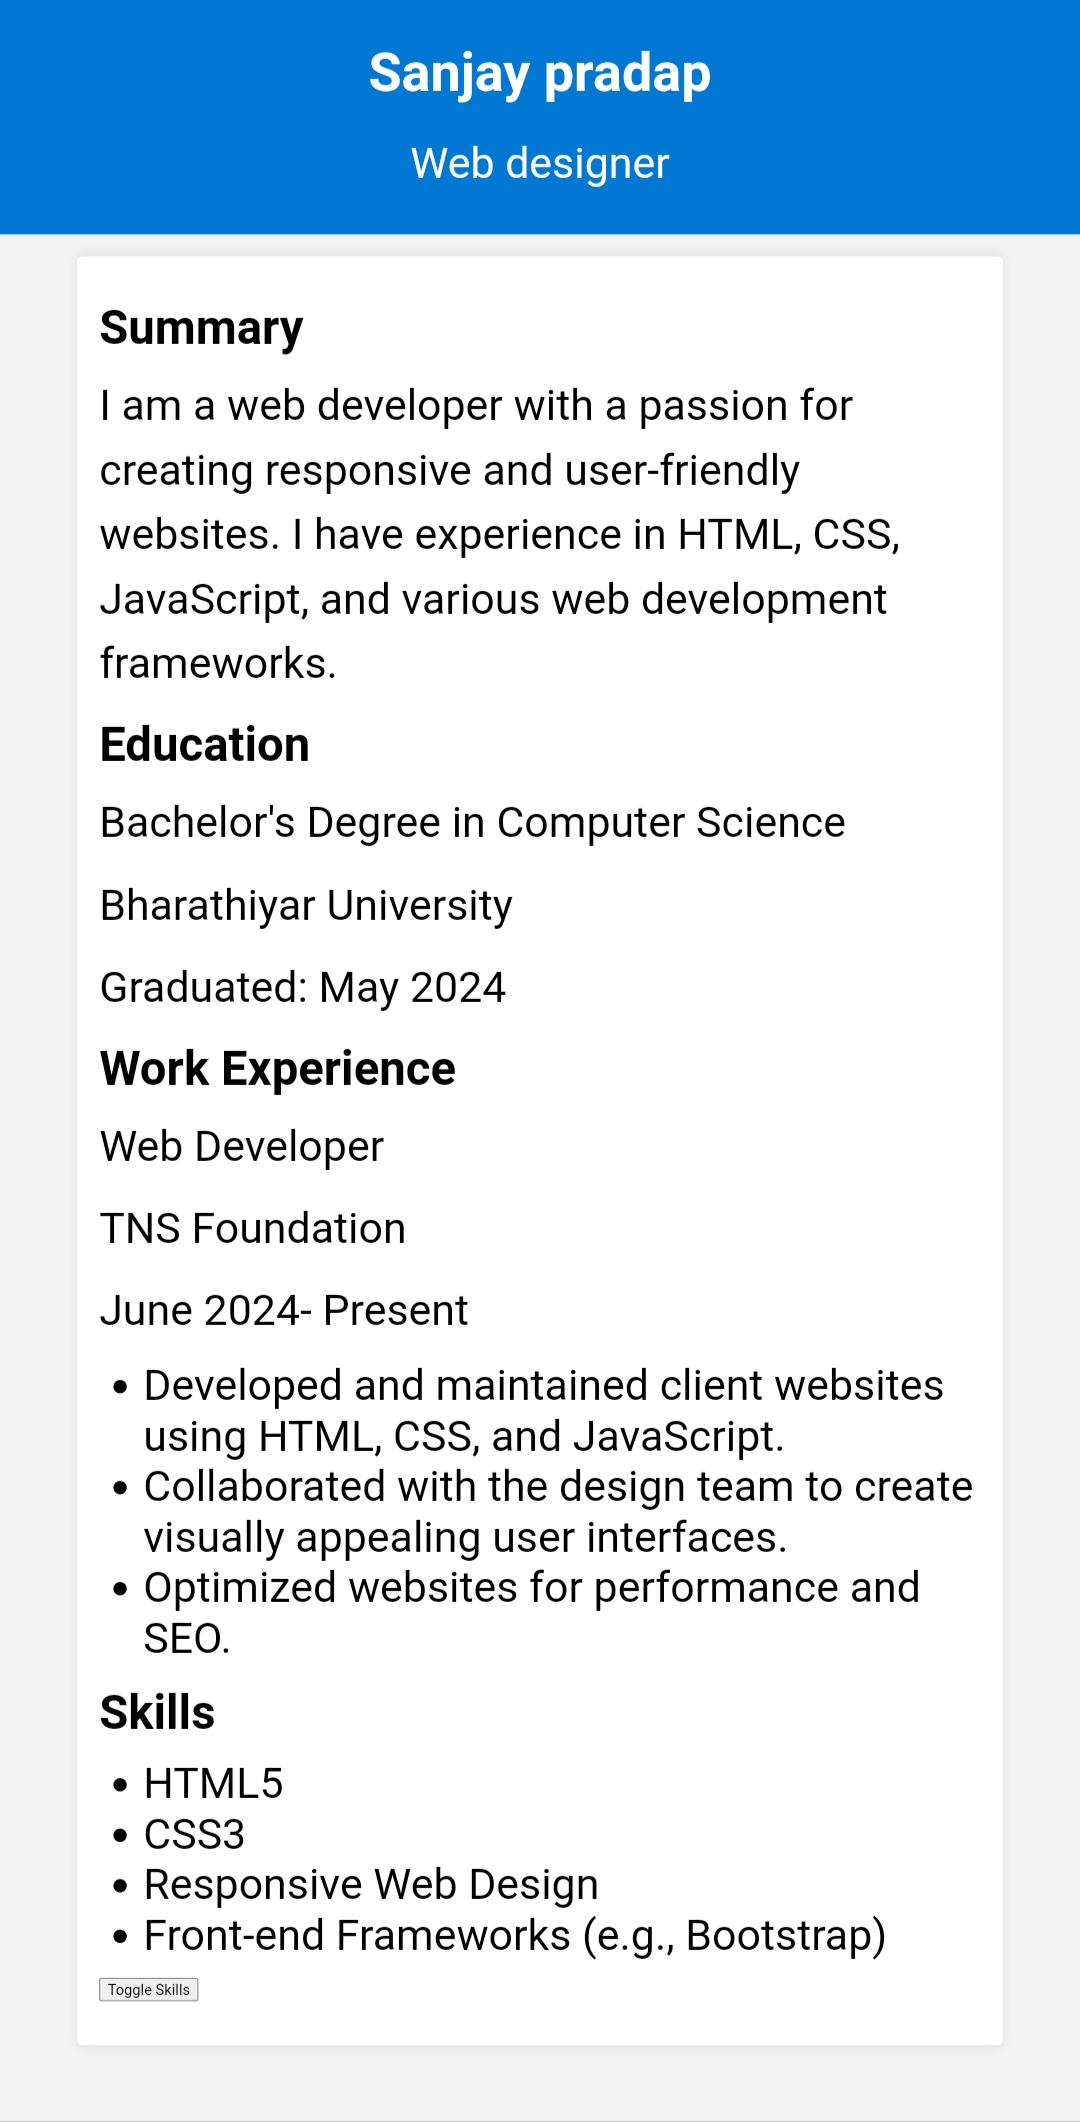 Sanjay pradap
Web designer
Summary
I am a web developer with a passion for
creating responsive and user-friendly
websites. I have experience in HTML, CSS,
JavaScript, and various web development
frameworks.
Education
Bachelor's Degree in Computer Science
Bharathiyar University
Graduated: May 2024
Work Experience
Web Developer
TNS Foundation
June 2024- Present
• Developed and maintained client websites
using HTML, CSS, and JavaScript.
• Collaborated with the design team to create
visually appealing user interfaces.
• Optimized websites for performance and
SEO.
Skills
• HTML5
• CSS3
• Responsive Web Design
• Front-end Frameworks (e.g., Bootstrap)
Toggle Skills